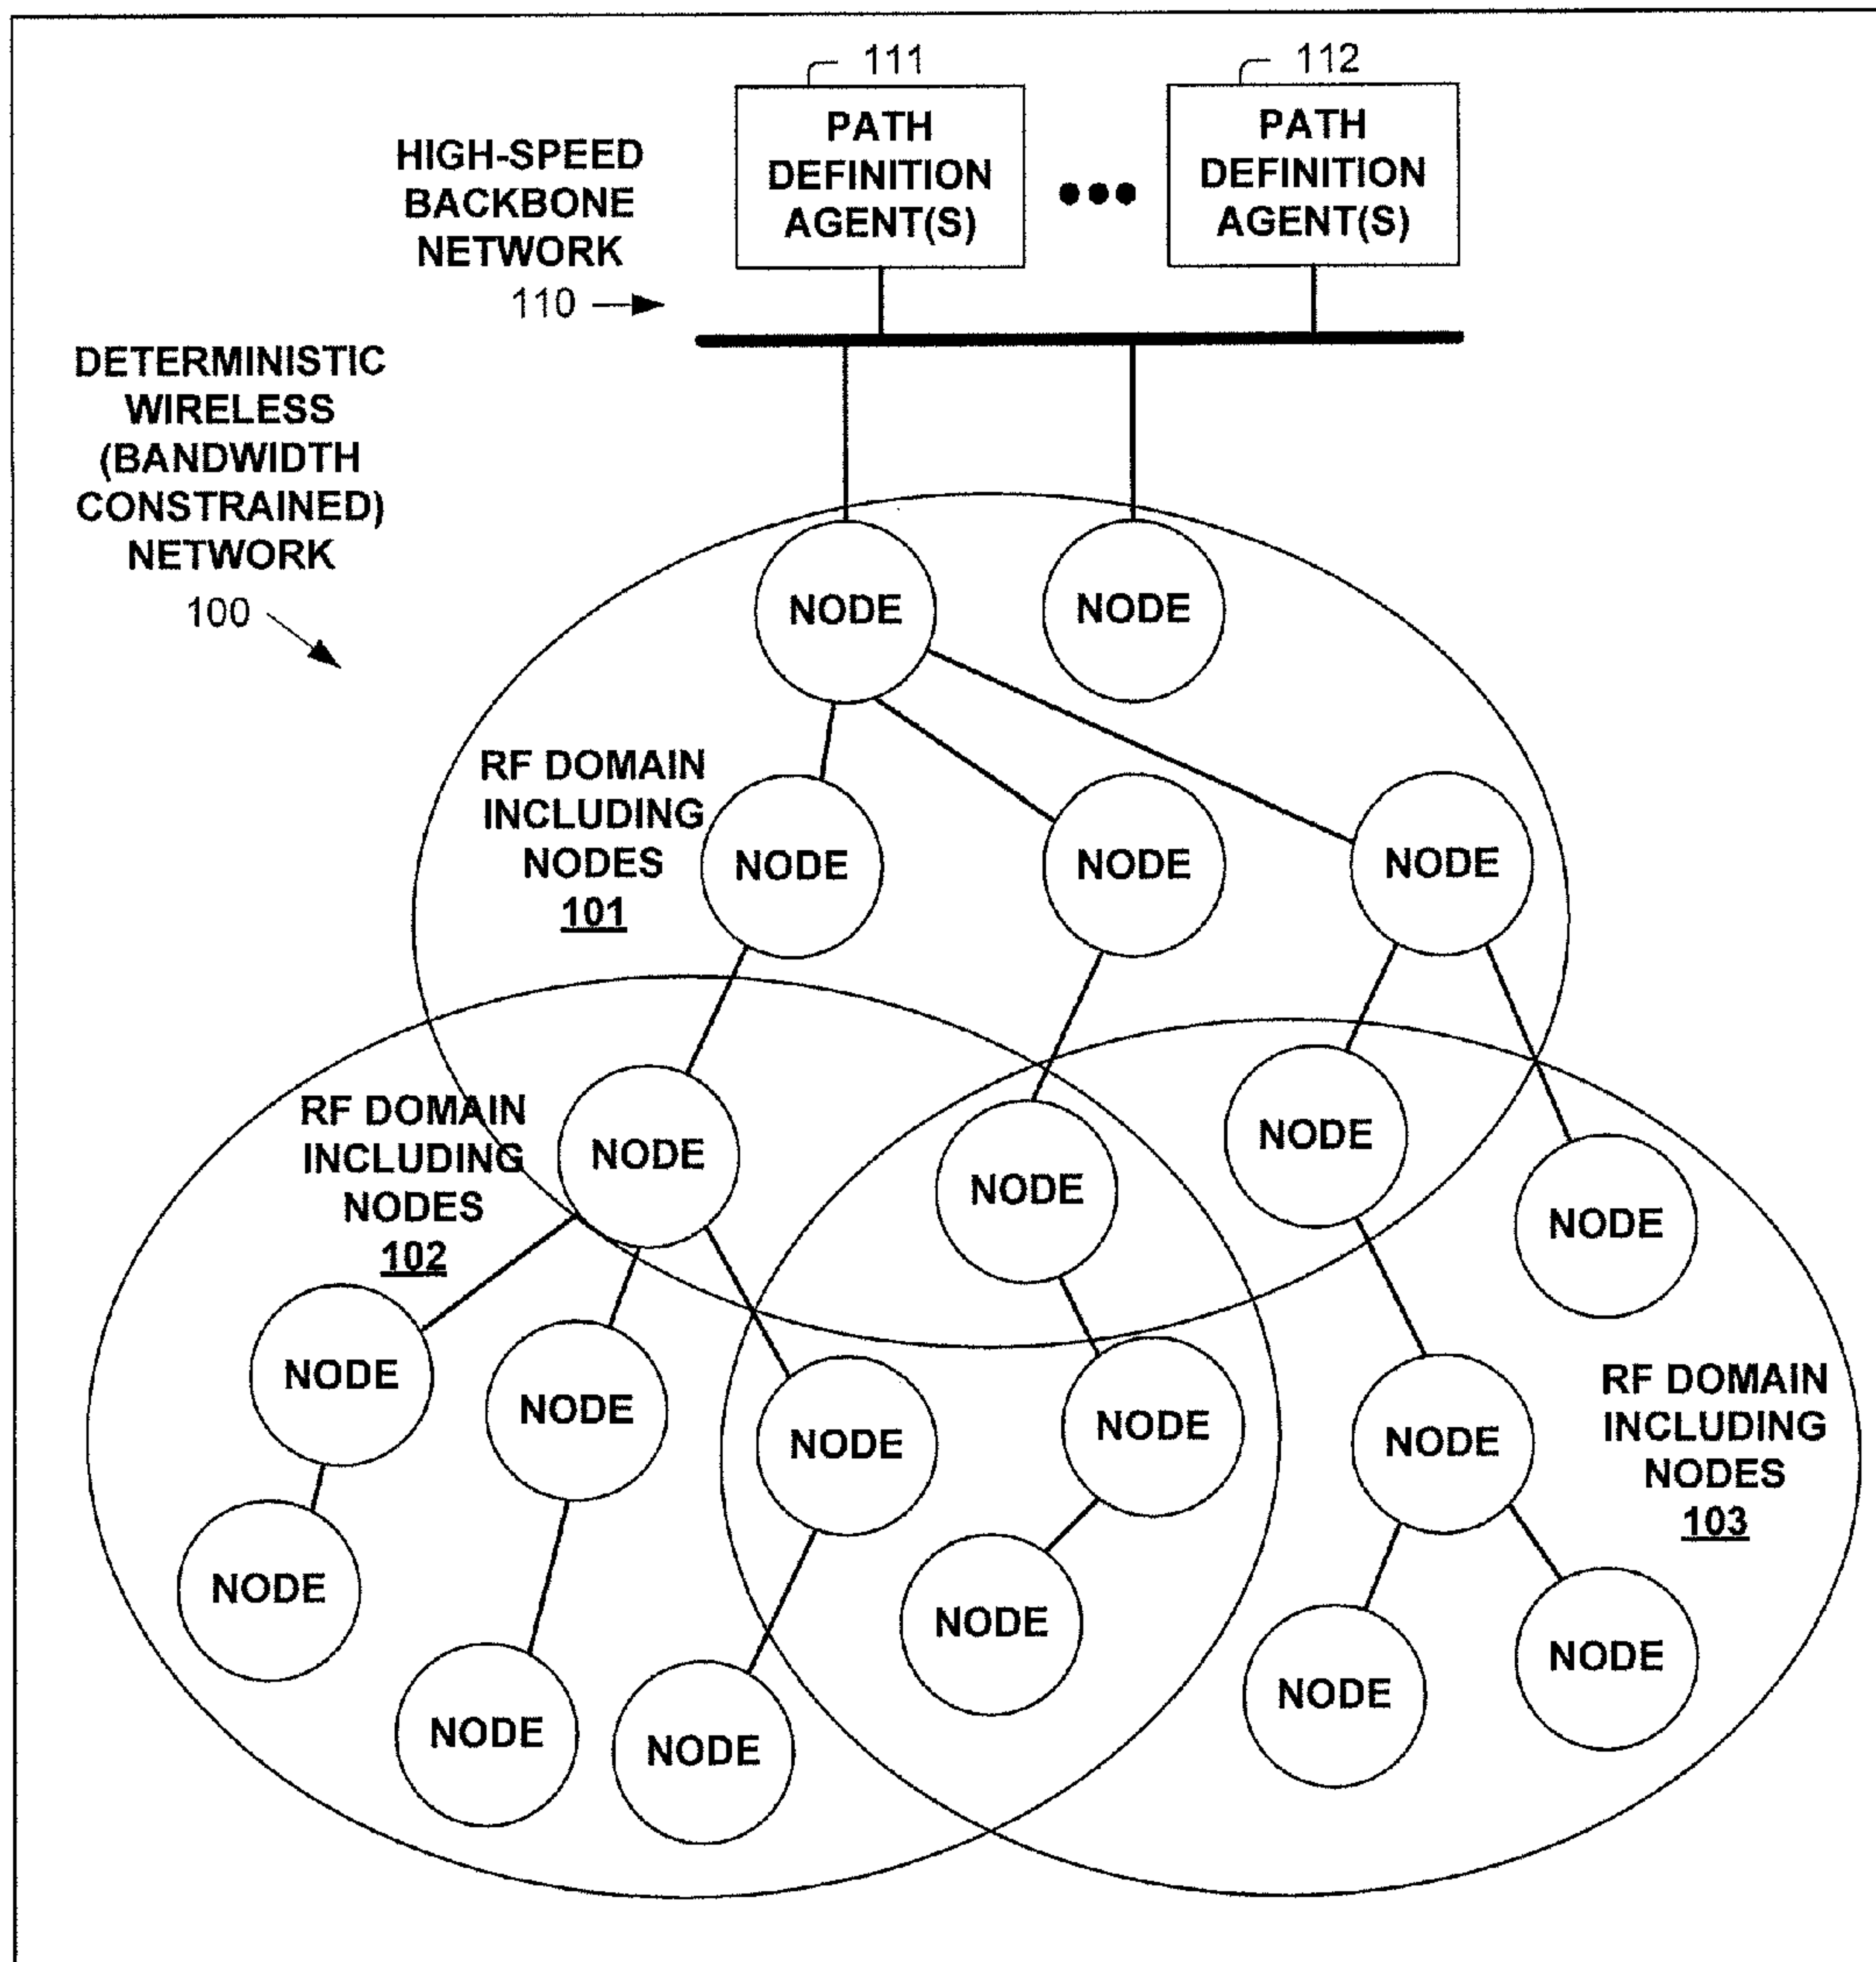 111
112
PATH
DEFINITION
AGENT(S)
PATH
DEFINITION
AGENT(S)
HIGH-SPEED
BACKBONE
NETWORK
110
DETERMINISTIC
WIRELESS
(BANDWIDTH
CONSTRAINED)
NETWORK
100
NODE
NODE
RF DOMAIN
INCLUDING
NODES
101
NODE
NODE
NODE
RF DOMAIN
INCLUDING
NODES
102
NODE
NODE
NODE
NODE
NODE
NODE
NODE
NODE
NODE
RF DOMAIN
INCLUDING
NODES
103
NODE
NODE
NODE
NODE
NODE
NODE